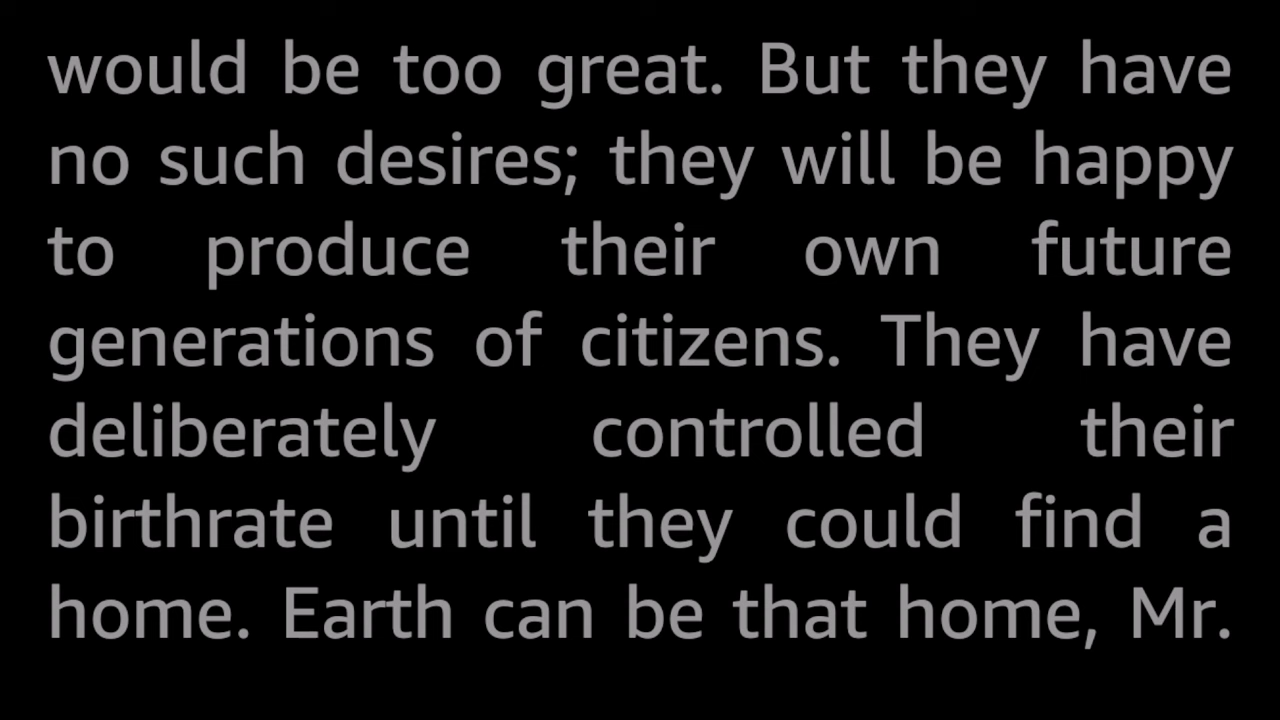 would be too great. But they have
no such desires; they will be happy
to produce their own future
generations of citizens. They have
deliberately controlled their
birthrate until they could find a
home. Earth can be that home, Mr.